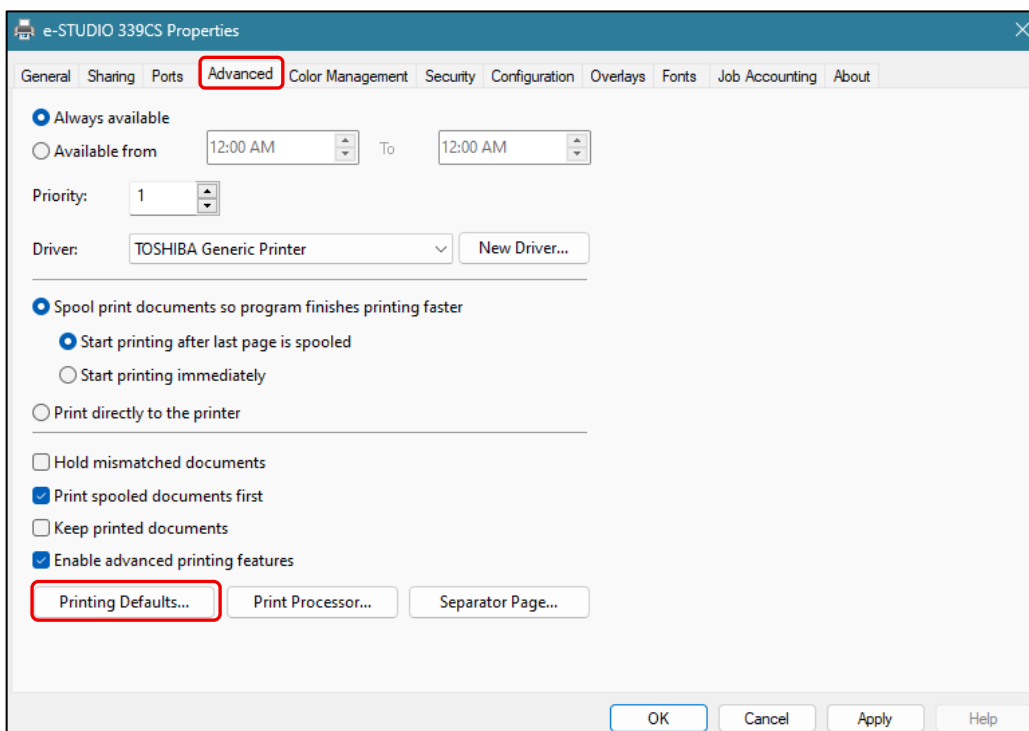 e-STUDIO 339CS Properties
General Sharing Ports Advanced Color Management Security Configuration Overlays Fonts Job Accounting About
Always available
Available from 12:00 AM To 12:00 AM
Priority: 1
Driver: TOSHIBA Generic Printer New Driver...
Spool print documents so program finishes printing faster
Start printing after last page is spooled
Start printing immediately
Print directly to the printer
Hold mismatched documents
Print spooled documents first
Keep printed documents
Enable advanced printing features
Printing Defaults... Print Processor... Separator Page...
OK Cancel Apply Help